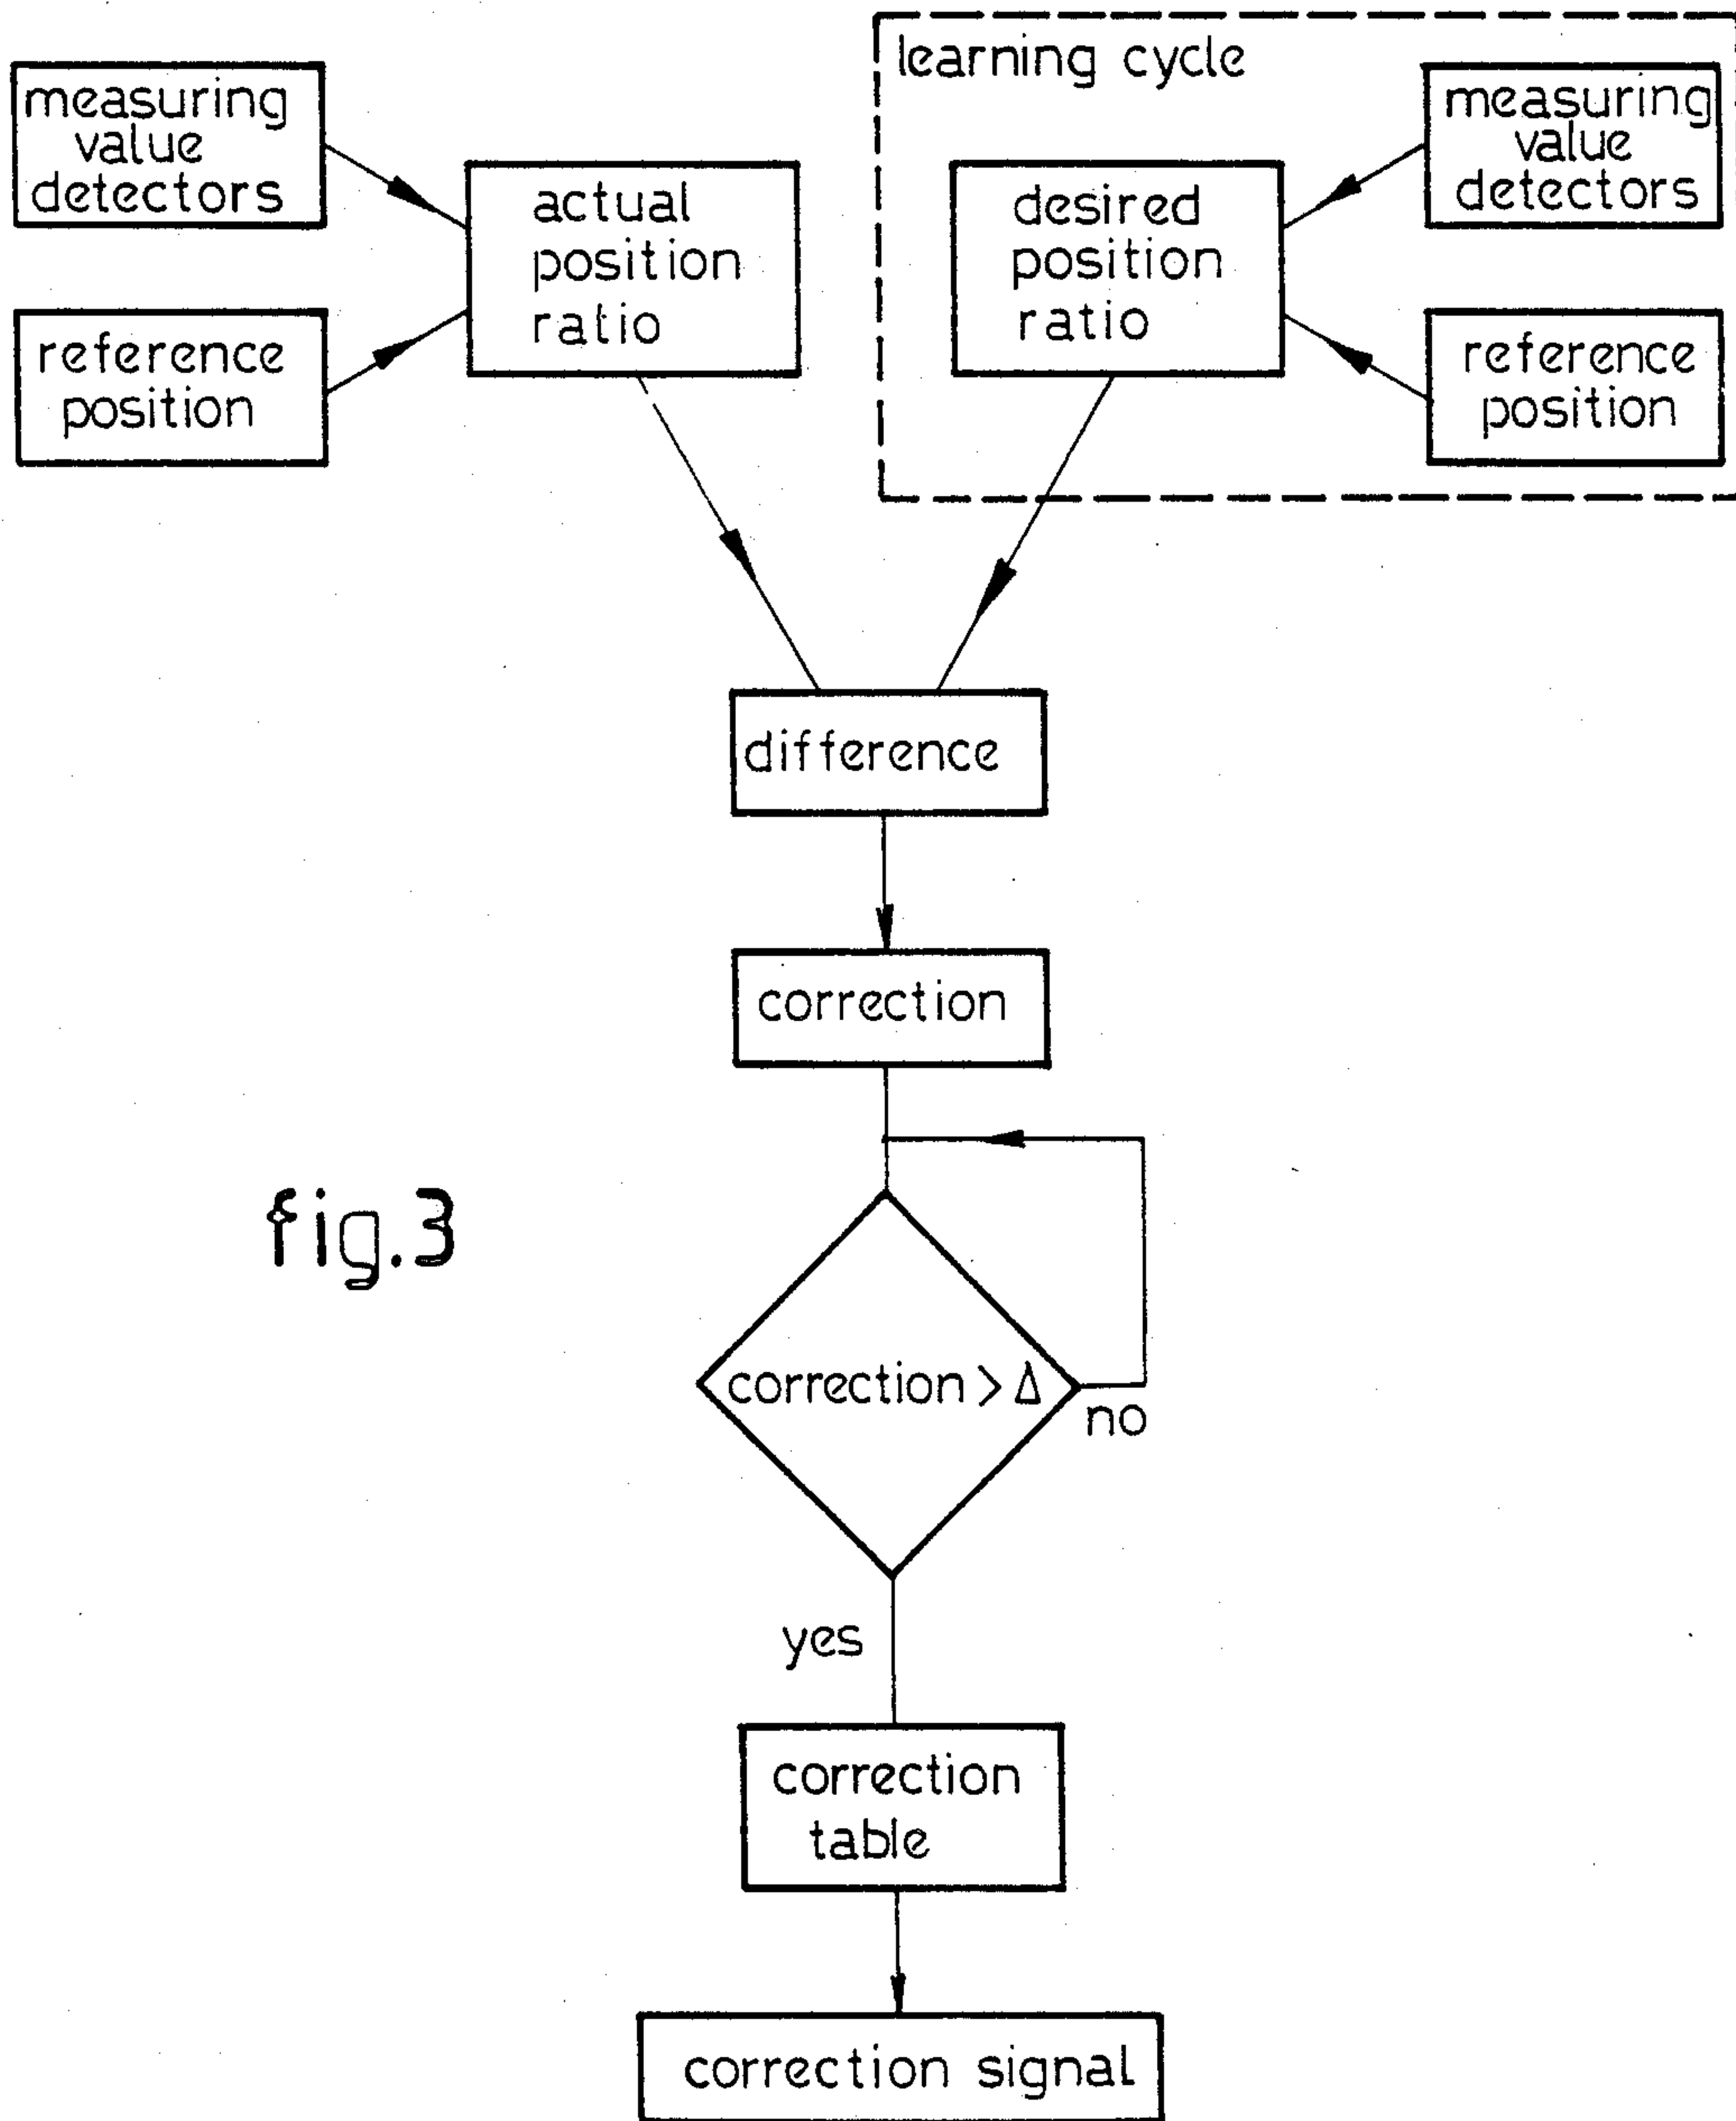 learning cycle
measuring
value
detectors
measuring
value
detectors
actual
position
ratio
desired
position
ratio
reference
position
reference
position
difference
correction
fig.3
correction > Δ
no
yes
correction
table
correction signal